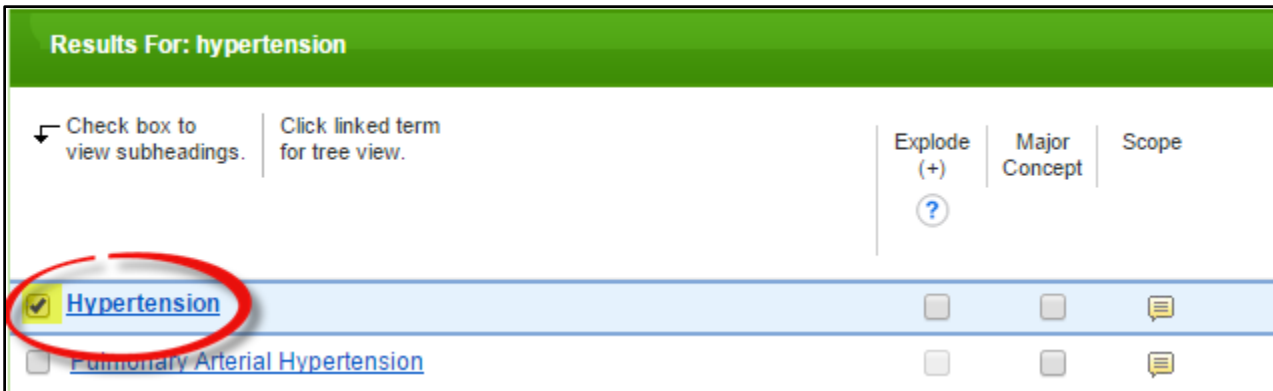 Results For: hypertension
Check box to
view subheadings.
Click linked term
for tree view.
Explode
(+)
?
Major
Concept
Scope
Hypertension
Pulmonary Arterial Hypertension